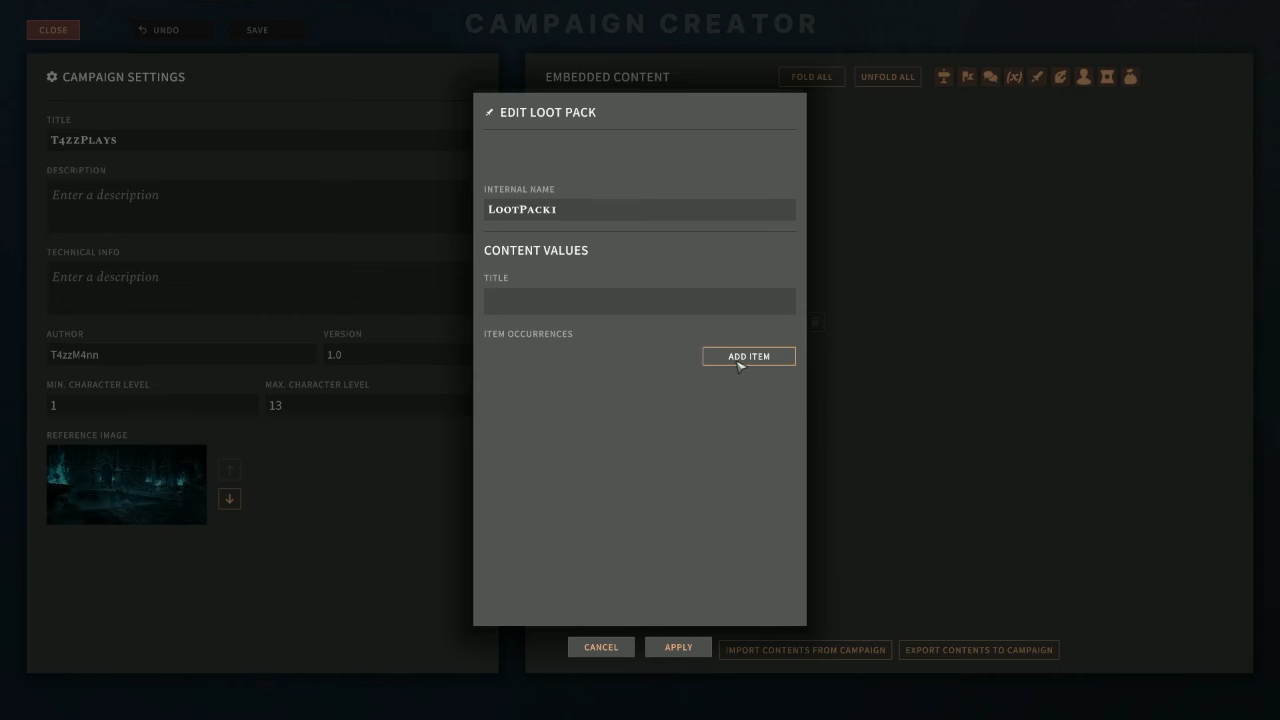 CAMPAIGN CREATOR
CLOSE
UNDO
SAVE
CAMPAIGN SETTINGS
TITLE
T4zzPlays
DESCRIPTION
Enter a description
TECHNICAL INFO
Enter a description
AUTHOR
VERSION
T4zzM4nn
1.0
MIN. CHARACTER LEVEL
MAX. CHARACTER LEVEL
1
13
REFERENCE IMAGE
EMBEDDED CONTENT
FOLD ALL
UNFOLD ALL
(x)
EDIT LOOT PACK
INTERNAL NAME
LootPack1
CONTENT VALUES
TITLE
ITEM OCCURRENCES
ADD ITEM
CANCEL
APPLY
IMPORT CONTENTS FROM CAMPAIGN
EXPORT CONTENTS TO CAMPAIGN